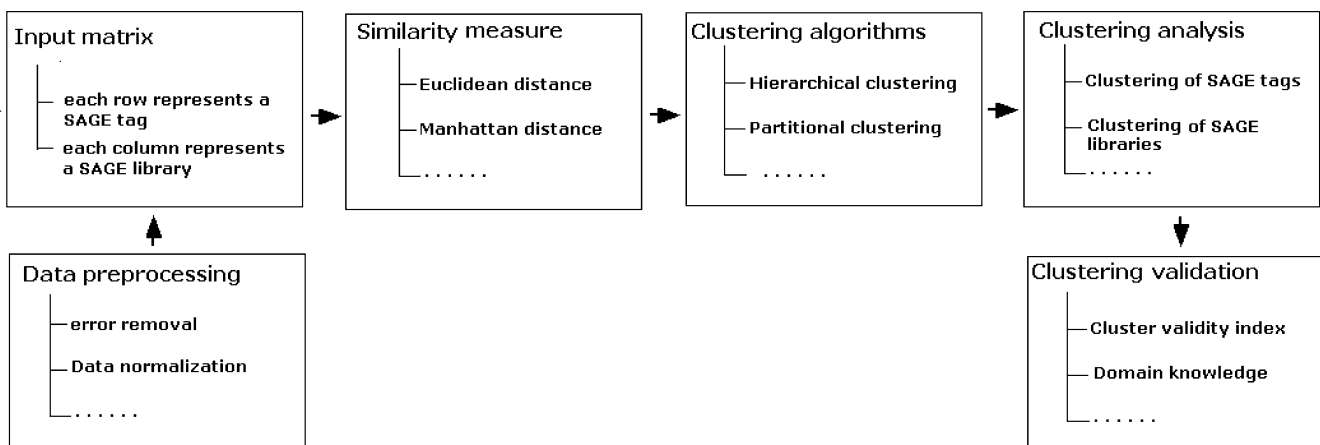 Input matrix
each row represents a
SAGE tag
each column represents
a SAGE library
Similarity measure
Euclidean distance
Manhattan distance
. . . . . .
Clustering algorithms
Hierarchical clustering
Partitional clustering
. . . . . .
Clustering analysis
Clustering of SAGE tags
Clustering of SAGE
libraries
. . . . . .
Data preprocessing
error removal
Data normalization
. . . . . .
Clustering validation
Cluster validity index
Domain knowledge
. . . . . .